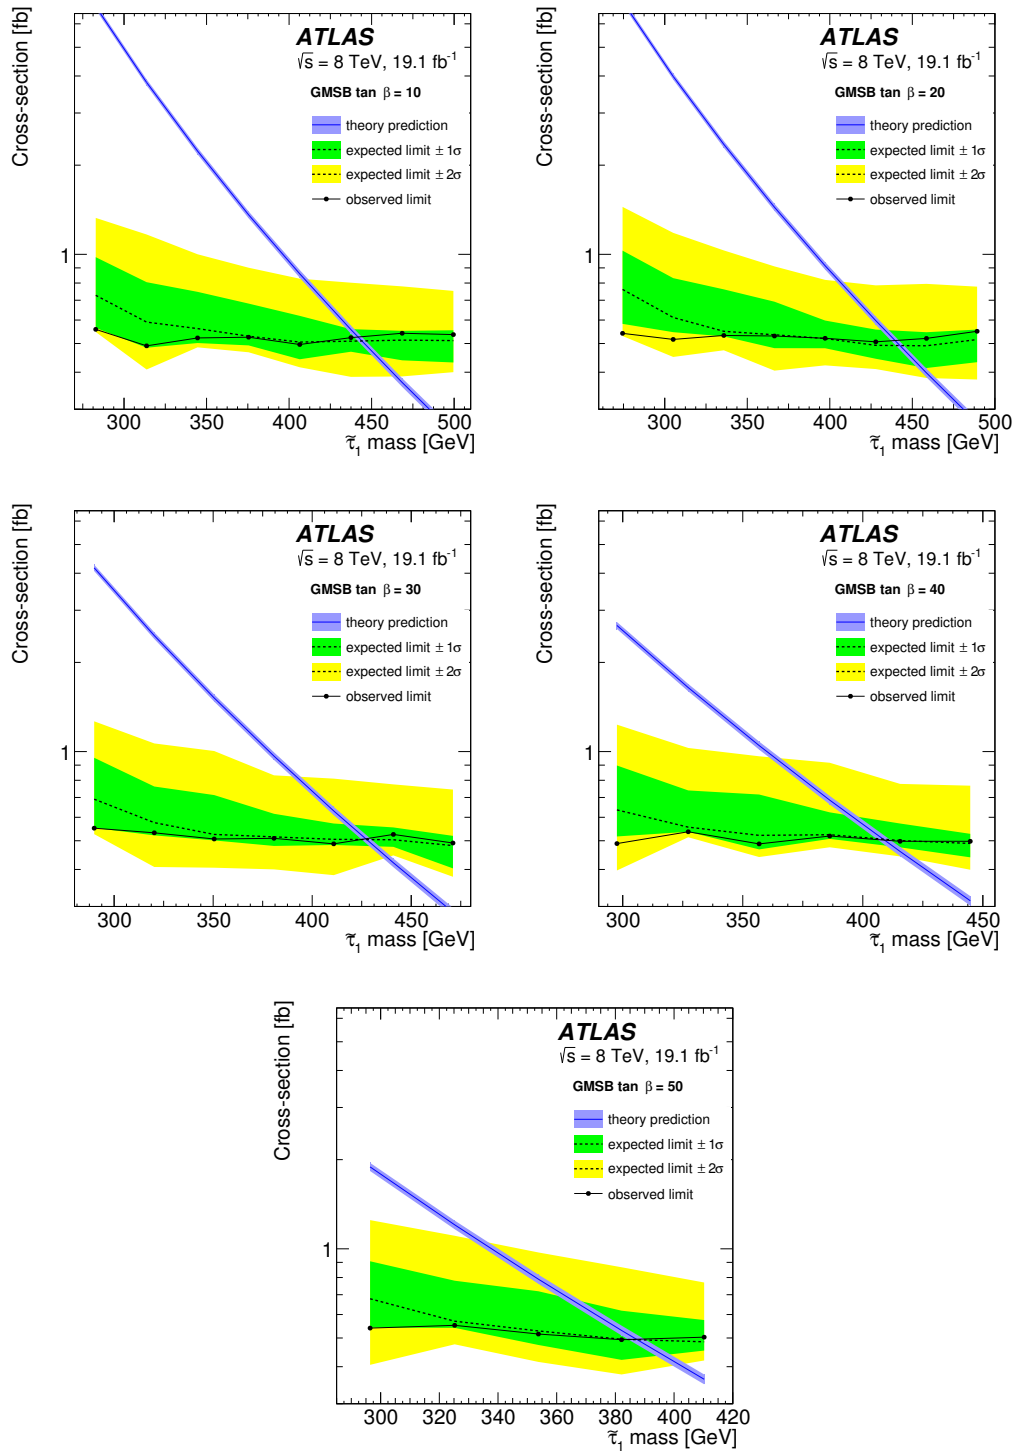 Cross-section [fb]
ATLAS
√s = 8 TeV, 19.1 fb⁻¹
GMSB tan β = 10
theory prediction
expected limit ± 1σ
expected limit ± 2σ
observed limit
1
300 350 400 450 500
τ̃₁ mass [GeV]
Cross-section [fb]
ATLAS
√s = 8 TeV, 19.1 fb⁻¹
GMSB tan β = 20
theory prediction
expected limit ± 1σ
expected limit ± 2σ
observed limit
1
300 350 400 450 500
τ̃₁ mass [GeV]
Cross-section [fb]
ATLAS
√s = 8 TeV, 19.1 fb⁻¹
GMSB tan β = 30
theory prediction
expected limit ± 1σ
expected limit ± 2σ
observed limit
1
300 350 400 450
τ̃₁ mass [GeV]
Cross-section [fb]
ATLAS
√s = 8 TeV, 19.1 fb⁻¹
GMSB tan β = 40
theory prediction
expected limit ± 1σ
expected limit ± 2σ
observed limit
1
300 350 400 450
τ̃₁ mass [GeV]
Cross-section [fb]
ATLAS
√s = 8 TeV, 19.1 fb⁻¹
GMSB tan β = 50
theory prediction
expected limit ± 1σ
expected limit ± 2σ
observed limit
1
300 320 340 360 380 400 420
τ̃₁ mass [GeV]